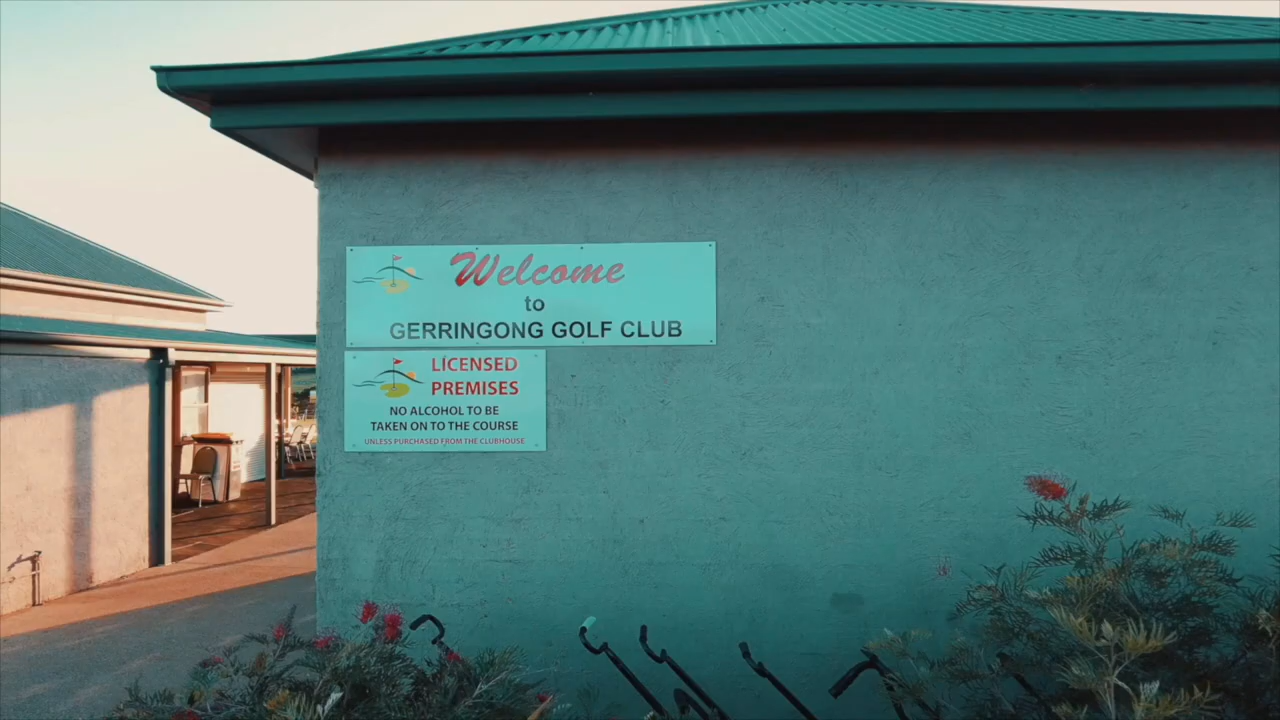 Welcome
to
GERRINGONG GOLF CLUB
LICENSED
PREMISES
NO ALCOHOL TO BE
TAKEN ON TO THE COURSE
UNLESS PURCHASED FROM THE CLUBHOUSE